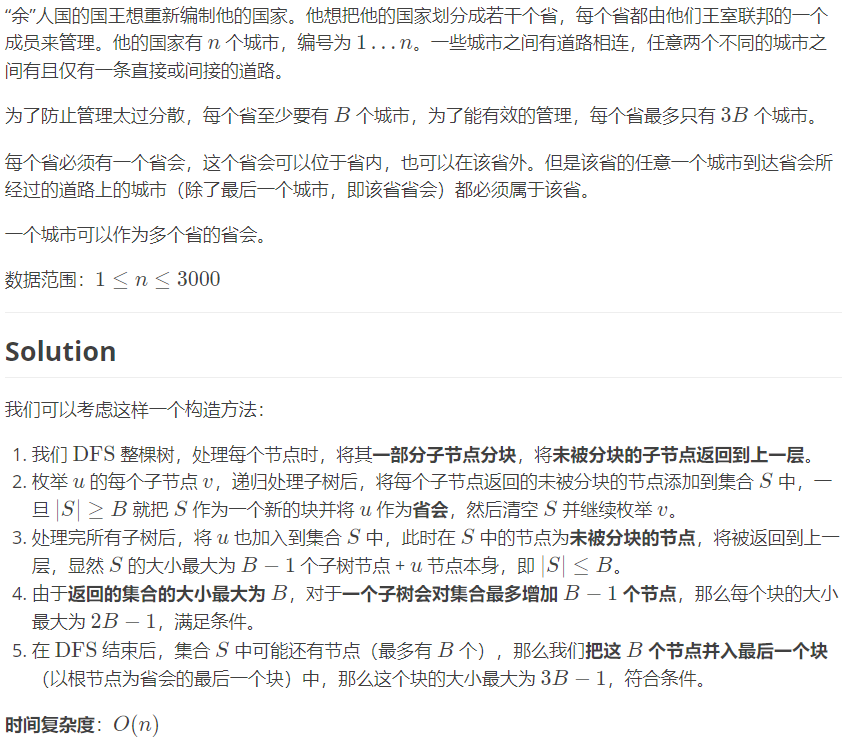 “余”人国的国王想重新编制他的国家。他想把他的国家划分成若干个省，每个省都由他们王室联邦的一个
成员来管理。他的国家有 n 个城市，编号为 1…n。一些城市之间有道路相连，任意两个不同的城市之
间有且仅有一条直接或间接的道路。
为了防止管理太过分散，每个省至少要有 B 个城市，为了能有效的管理，每个省最多只有 3B 个城市。
每个省必须有一个省会，这个省会可以位于省内，也可以在该省外。但是该省的任意一个城市到达省会所
经过的道路上的城市（除了最后一个城市，即该省省会）都必须属于该省。
一个城市可以作为多个省的省会。
数据范围：1 ≤ n ≤ 3000
Solution
我们可以考虑这样一个构造方法：
1. 我们 DFS 整棵树，处理每个节点时，将其一部分子节点分块，将未被分块的子节点返回到上一层。
2. 枚举 u 的每个子节点 v，递归处理子树后，将每个子节点返回的未被分块的节点添加到集合 S 中，一
旦 |S| ≥ B 就把 S 作为一个新的块并将 u 作为省会，然后清空 S 并继续枚举 v。
3. 处理完所有子树后，将 u 也加入到集合 S 中，此时在 S 中的节点为未被分块的节点，将被返回到上一
层，显然 S 的大小最大为 B − 1 个子树节点 + u 节点本身，即 |S| ≤ B。
4. 由于返回的集合的大小最大为 B，对于一个子树会对集合最多增加 B − 1 个节点，那么每个块的大小
最大为 2B − 1，满足条件。
5. 在 DFS 结束后，集合 S 中可能还有节点（最多有 B 个），那么我们把这 B 个节点并入最后一个块
（以根节点为省会的最后一个块）中，那么这个块的大小最大为 3B − 1，符合条件。
时间复杂度：O(n)